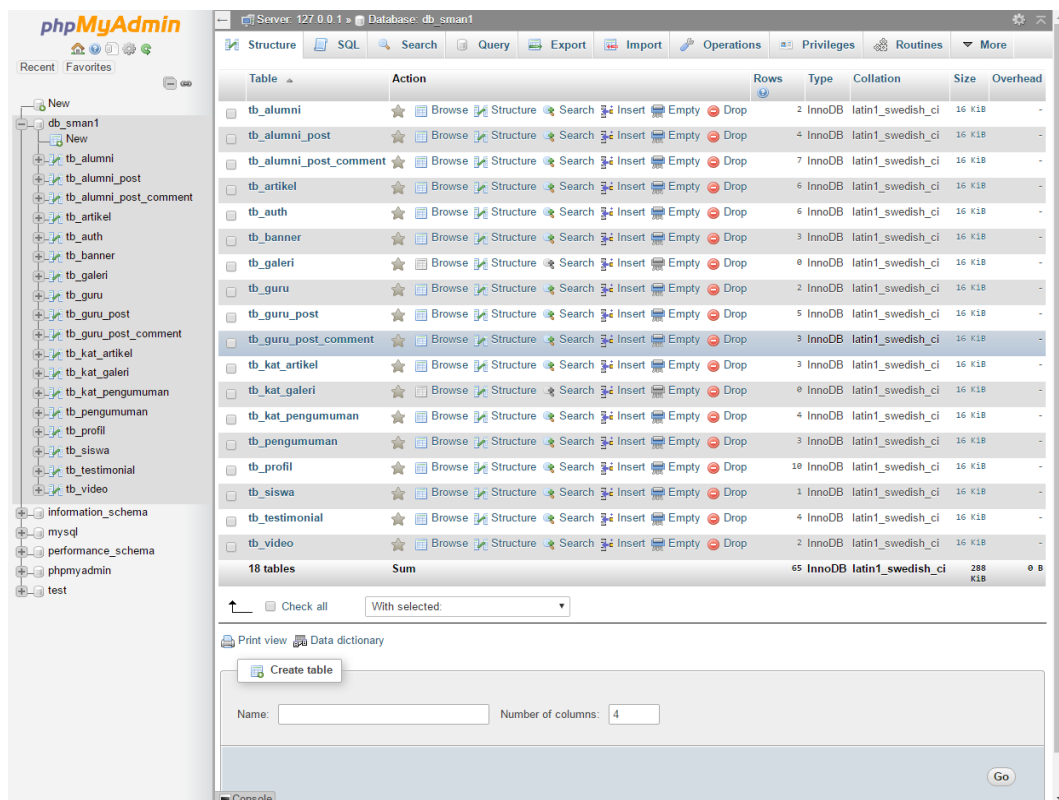 phpMyAdmin
Recent Favorites
New
db_sman1
New
tb_alumni
tb_alumni_post
tb_alumni_post_comment
tb_artikel
tb_auth
tb_banner
tb_galeri
tb_guru
tb_guru_post
tb_guru_post_comment
tb_kat_artikel
tb_kat_galeri
tb_kat_pengumuman
tb_pengumuman
tb_profil
tb_siswa
tb_testimonial
tb_video
information_schema
mysql
performance_schema
phpmyadmin
test
Server: 127.0.0.1 » Database: db_sman1
Structure SQL Search Query Export Import Operations Privileges Routines More
Table Action Rows Type Collation Size Overhead
tb_alumni Browse Structure Search Insert Empty Drop 2 InnoDB latin1_swedish_ci 16 KiB -
tb_alumni_post Browse Structure Search Insert Empty Drop 4 InnoDB latin1_swedish_ci 16 KiB -
tb_alumni_post_comment Browse Structure Search Insert Empty Drop 7 InnoDB latin1_swedish_ci 16 KiB -
tb_artikel Browse Structure Search Insert Empty Drop 6 InnoDB latin1_swedish_ci 16 KiB -
tb_auth Browse Structure Search Insert Empty Drop 6 InnoDB latin1_swedish_ci 16 KiB -
tb_banner Browse Structure Search Insert Empty Drop 3 InnoDB latin1_swedish_ci 16 KiB -
tb_galeri Browse Structure Search Insert Empty Drop 0 InnoDB latin1_swedish_ci 16 KiB -
tb_guru Browse Structure Search Insert Empty Drop 2 InnoDB latin1_swedish_ci 16 KiB -
tb_guru_post Browse Structure Search Insert Empty Drop 5 InnoDB latin1_swedish_ci 16 KiB -
tb_guru_post_comment Browse Structure Search Insert Empty Drop 3 InnoDB latin1_swedish_ci 16 KiB -
tb_kat_artikel Browse Structure Search Insert Empty Drop 3 InnoDB latin1_swedish_ci 16 KiB -
tb_kat_galeri Browse Structure Search Insert Empty Drop 0 InnoDB latin1_swedish_ci 16 KiB -
tb_kat_pengumuman Browse Structure Search Insert Empty Drop 4 InnoDB latin1_swedish_ci 16 KiB -
tb_pengumuman Browse Structure Search Insert Empty Drop 3 InnoDB latin1_swedish_ci 16 KiB -
tb_profil Browse Structure Search Insert Empty Drop 10 InnoDB latin1_swedish_ci 16 KiB -
tb_siswa Browse Structure Search Insert Empty Drop 1 InnoDB latin1_swedish_ci 16 KiB -
tb_testimonial Browse Structure Search Insert Empty Drop 4 InnoDB latin1_swedish_ci 16 KiB -
tb_video Browse Structure Search Insert Empty Drop 2 InnoDB latin1_swedish_ci 16 KiB -
18 tables Sum 65 InnoDB latin1_swedish_ci 288 KiB 0 B
Check all With selected:
Print view Data dictionary
Create table
Name: Number of columns: 4
Go
Console